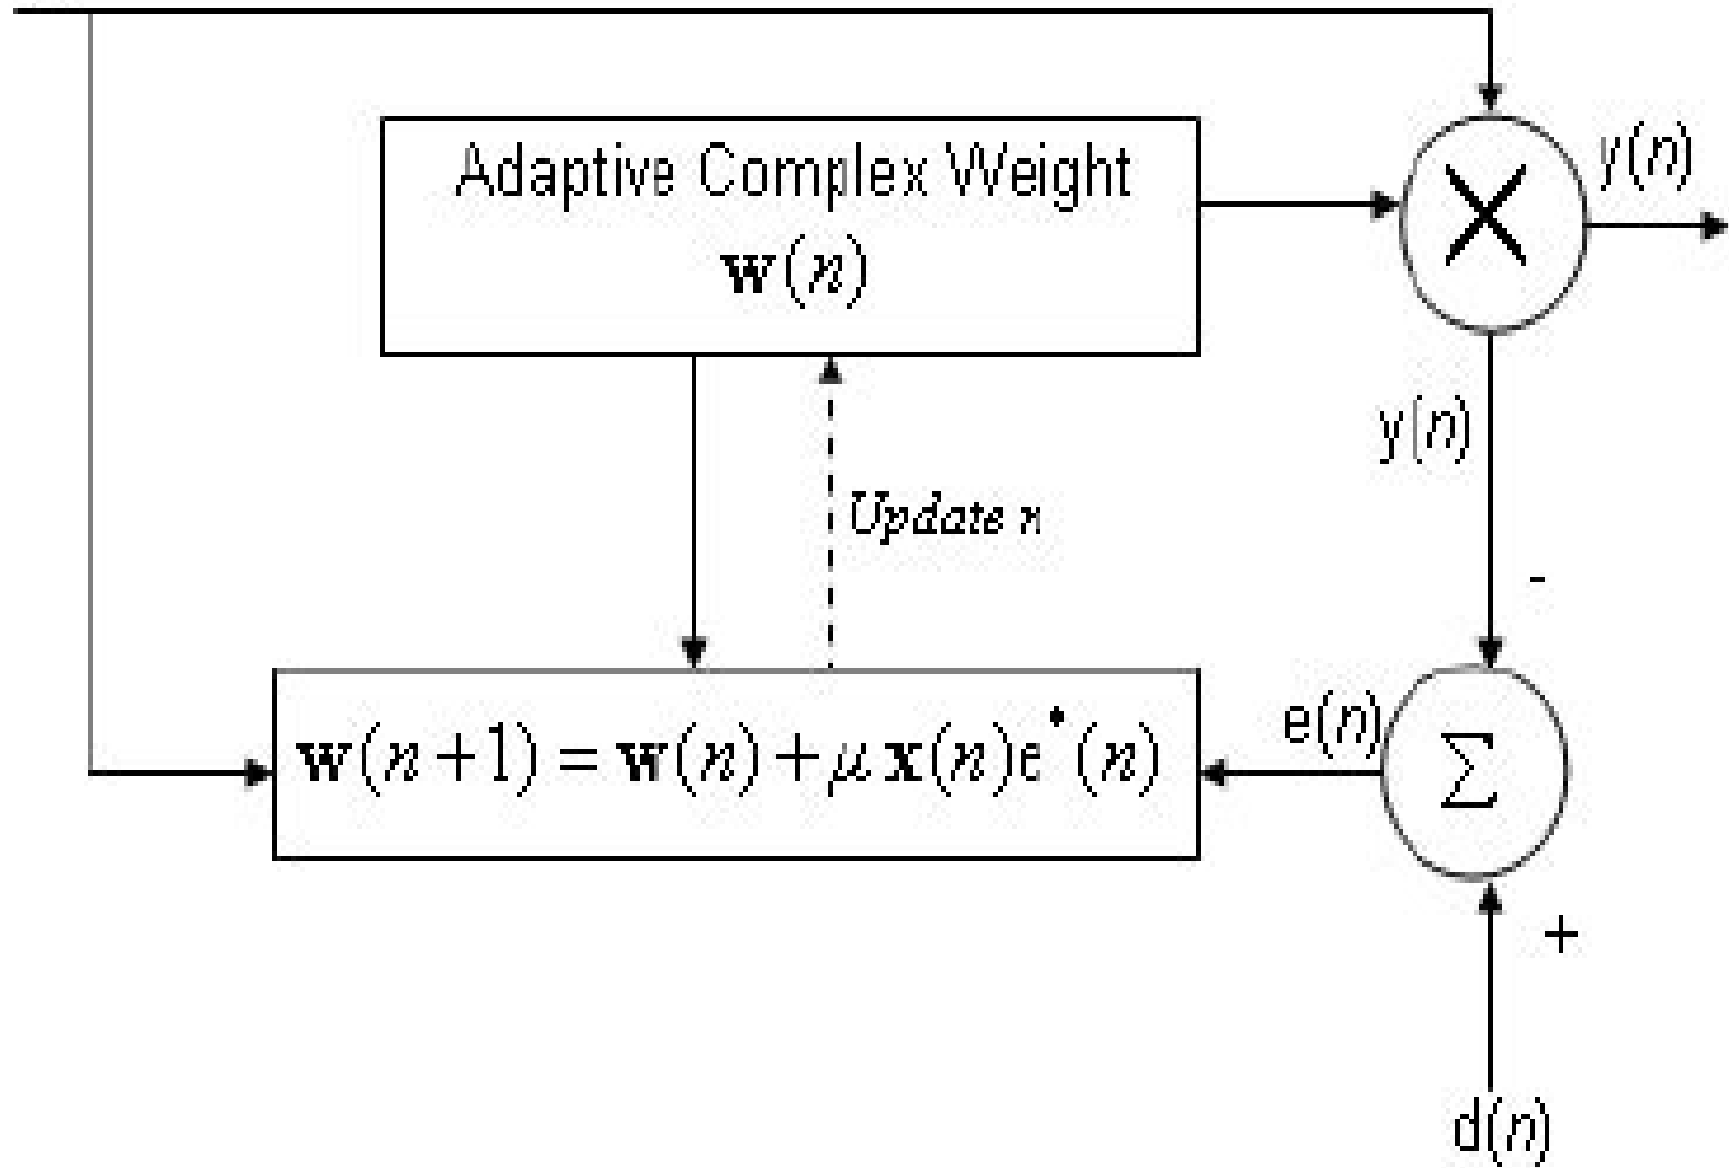 Adaptive Complex Weight
w(n)
×
y(n)
y(n)
Update n
-
w(n+1) = w(n) + μ x(n)e*(n)
e(n)
Σ
+
d(n)